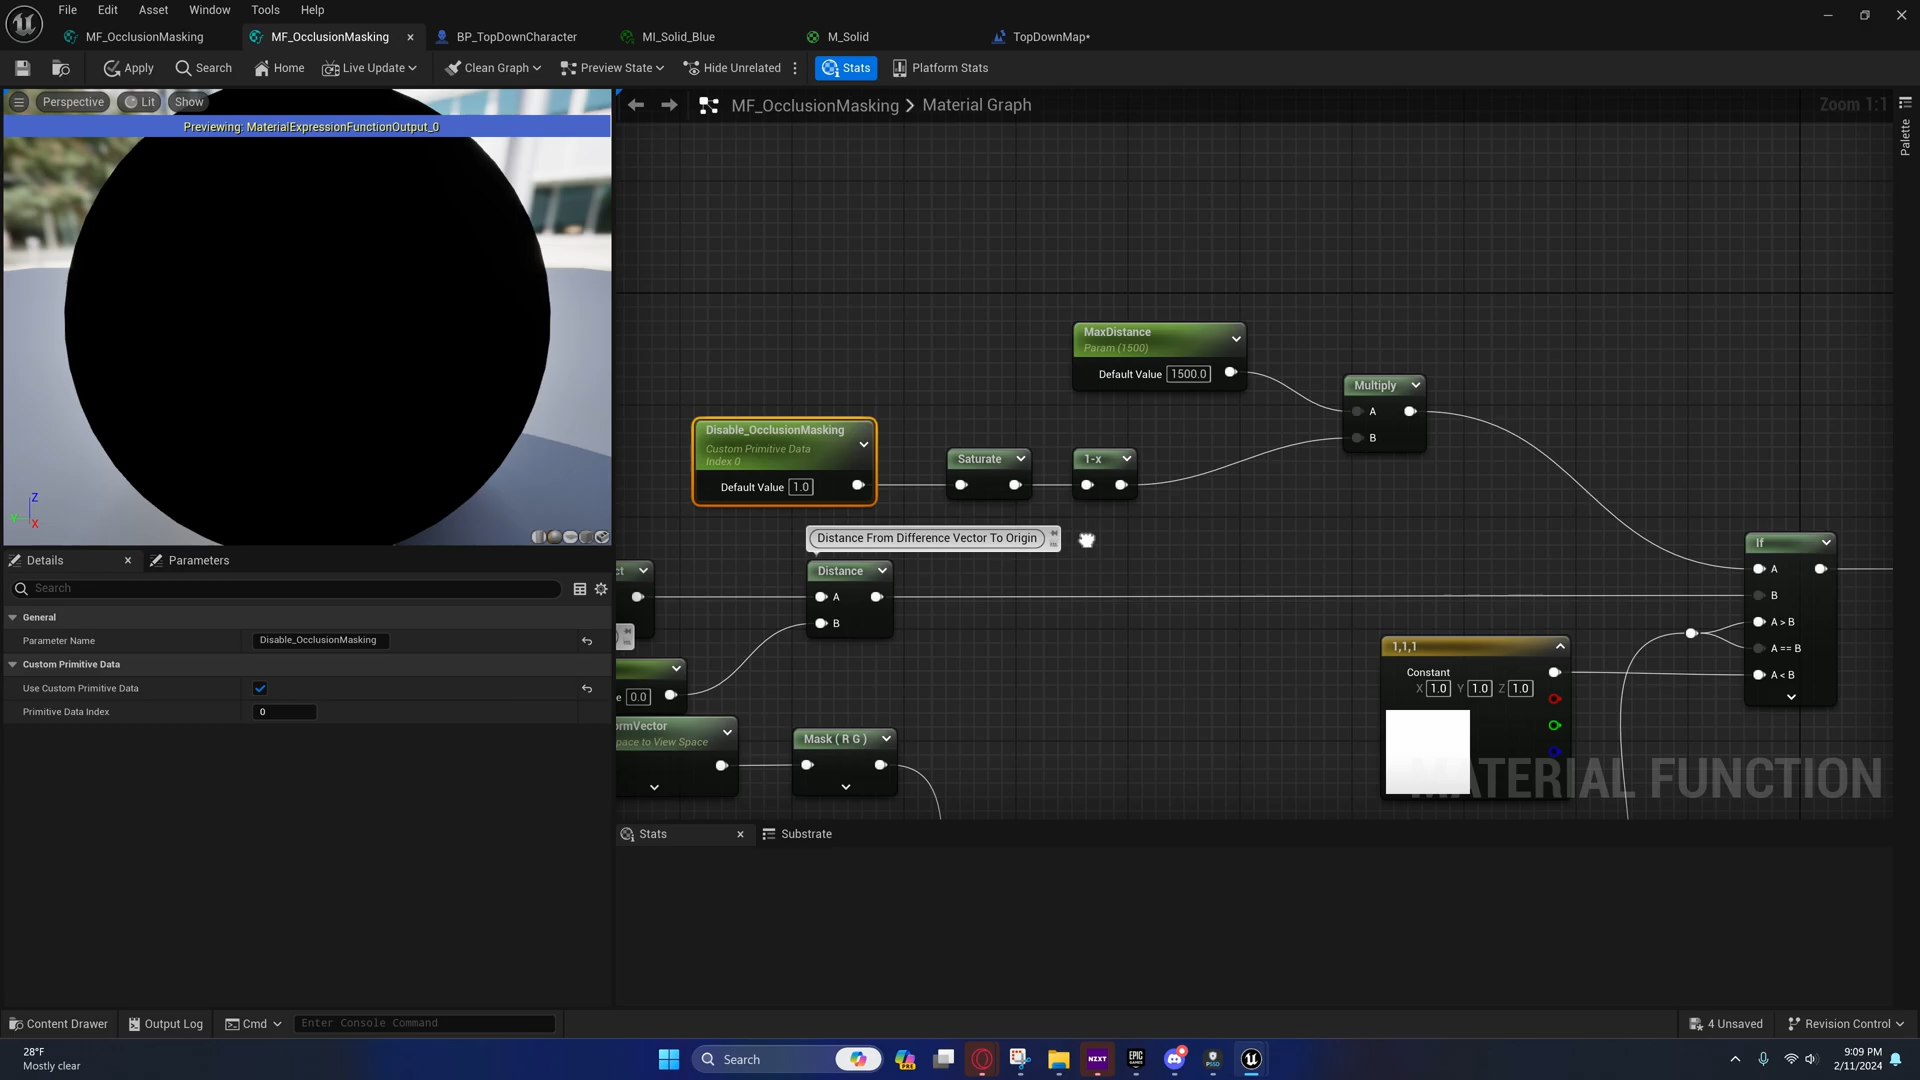 File Edit Asset Window Tools Help
MF_OcclusionMasking MF_OcclusionMasking BP_TopDownCharacter MI_Solid_Blue M_Solid TopDownMap*
Apply Search Home Live Update Clean Graph Preview State Hide Unrelated Stats Platform Stats
Perspective Lit Show
MF_OcclusionMasking Material Graph
Zoom 1:1
Palette
Previewing: MaterialExpressionFunctionOutput_0
MaxDistance
Param (1500)
Default Value 1500.0
Multiply
A
B
Disable_OcclusionMasking
Custom Primitive Data
Index 0
Default Value 1.0
Saturate
1-x
Z
X
Distance From Difference Vector To Origin
ct
Distance
A
B
If
A
B
A > B
A == B
A < B
e 0.0
1,1,1
Constant
X 1.0 Y 1.0 Z 1.0
ormVector
pace to View Space
Mask ( R G )
MATERIAL FUNCTION
Details Parameters
Search
General
Parameter Name Disable_OcclusionMasking
Custom Primitive Data
Use Custom Primitive Data
Primitive Data Index 0
Stats Substrate
Content Drawer Output Log Cmd Enter Console Command 4 Unsaved Revision Control
28°F
Mostly clear
Search
PRE
NZXT
EPIC GAMES
9:09 PM
2/11/2024